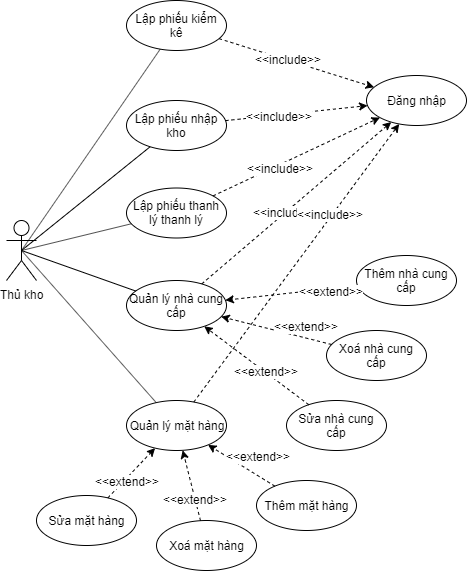 Lập phiếu kiểm
kê
<<include>>
Đăng nhập
Lập phiếu nhập
kho
<<include>>
<<include>>
Lập phiếu thanh
lý thanh lý
<<include>>
<<include>>
Thủ kho
Quản lý nhà cung
cấp
Thêm nhà cung
cấp
<<extend>>
<<extend>>
Xoá nhà cung
cấp
<<extend>>
Sửa nhà cung
cấp
Quản lý mặt hàng
<<extend>>
<<extend>>
<<extend>>
Thêm mặt hàng
Sửa mặt hàng
Xoá mặt hàng